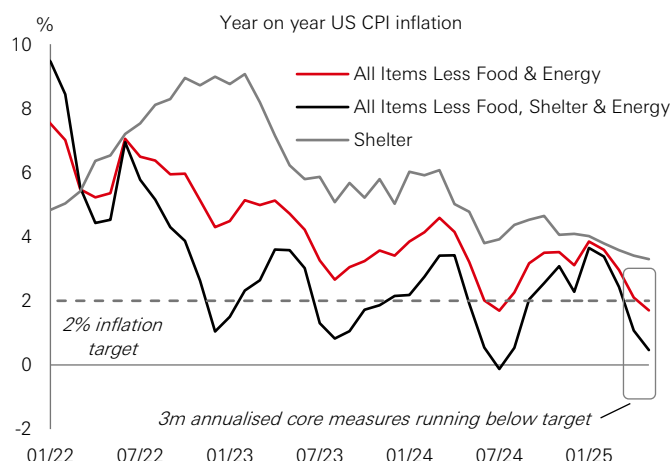 Year on year US CPI inflation
%
10
8
6
4
2
0
-2
All Items Less Food & Energy
All Items Less Food, Shelter & Energy
Shelter
2% inflation
target
3m annualised core measures running below target
01/22 07/22 01/23 07/23 01/24 07/24 01/25